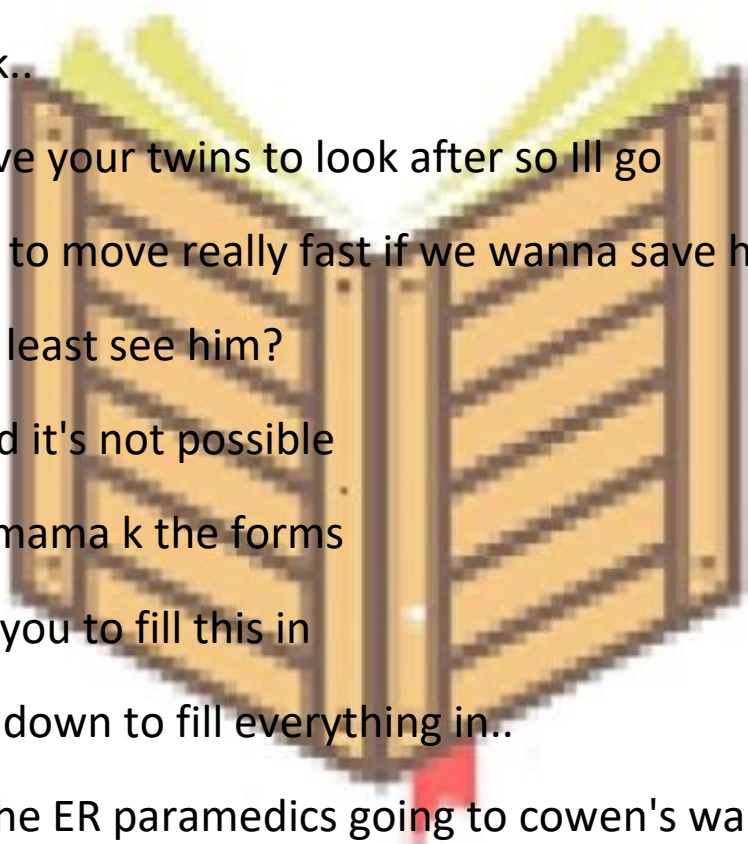 k..
ve your twins to look after so Ill go
to move really fast if we wanna save h
least see him?
d it's not possible
mama k the forms
you to fill this in
down to fill everything in..
he ER paramedics going to cowen's wa